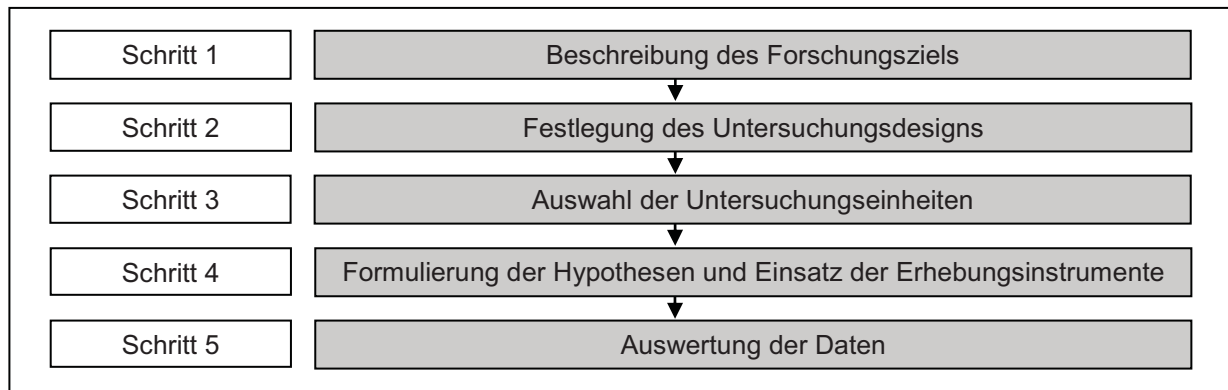 Schritt 1
Beschreibung des Forschungsziels
Schritt 2
Festlegung des Untersuchungsdesigns
Schritt 3
Auswahl der Untersuchungseinheiten
Schritt 4
Formulierung der Hypothesen und Einsatz der Erhebungsinstrumente
Schritt 5
Auswertung der Daten